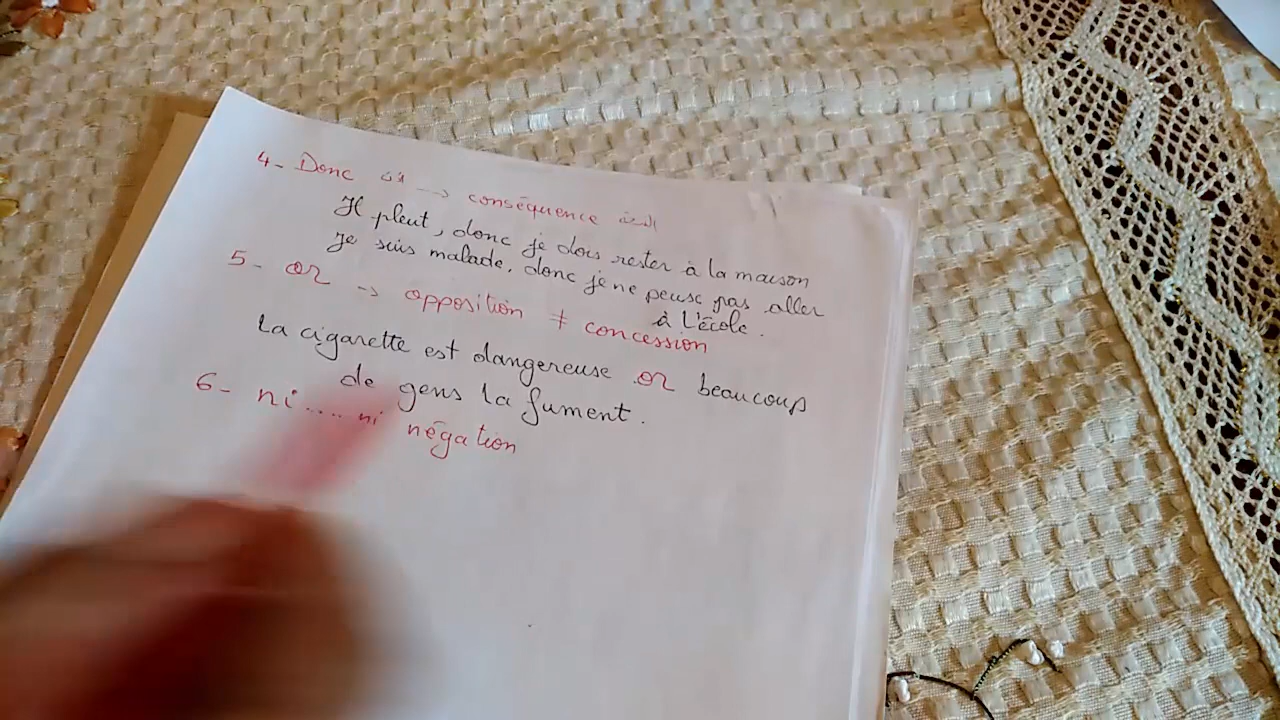 4- Donc إذن → conséquence النتيجة
Il pleut, donc je dois rester à la maison
Je suis malade, donc je ne peux pas aller
à l'école.
5- or → opposition ≠ concession
La cigarette est dangereuse or beaucoup
de gens la fument.
6- ni .... ni négation